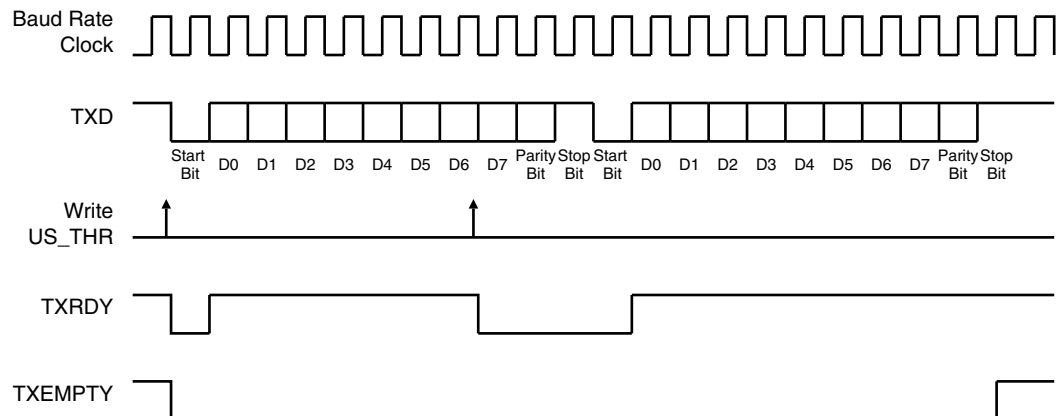 Baud Rate
Clock
TXD
Start Bit D0 D1 D2 D3 D4 D5 D6 D7 Parity Bit Stop Bit Start Bit D0 D1 D2 D3 D4 D5 D6 D7 Parity Bit Stop Bit
Write
US_THR
TXRDY
TXEMPTY